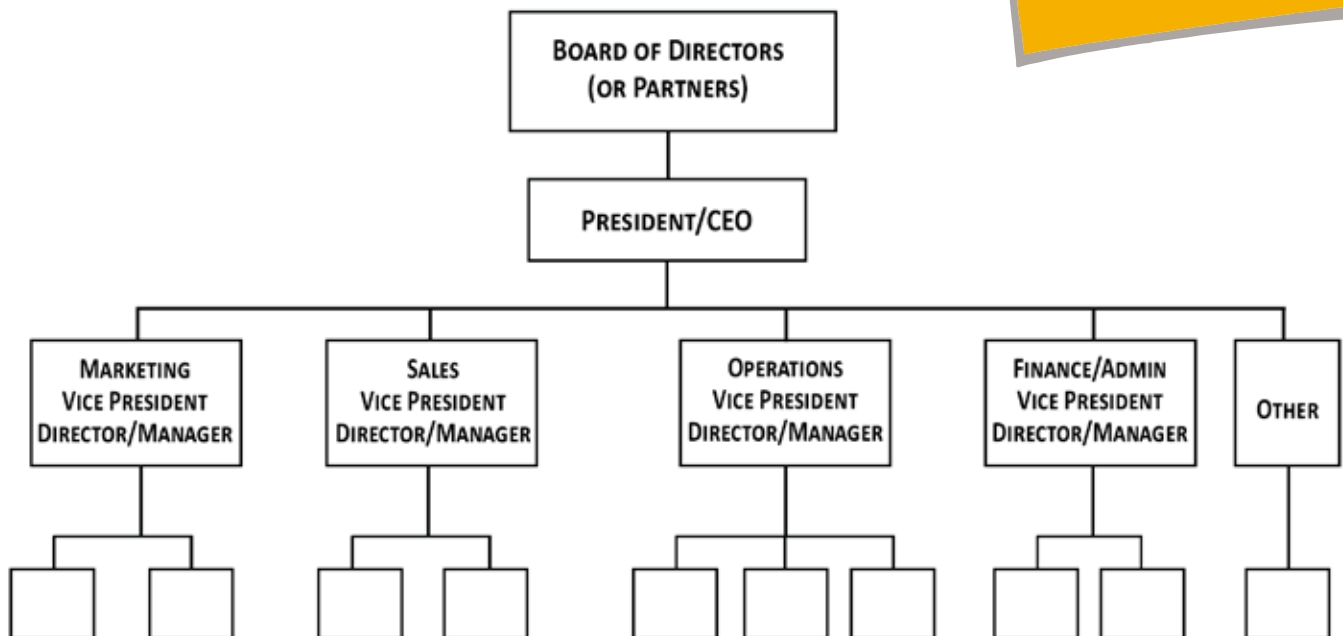 BOARD OF DIRECTORS
(OR PARTNERS)
PRESIDENT/CEO
MARKETING
VICE PRESIDENT
DIRECTOR/MANAGER
SALES
VICE PRESIDENT
DIRECTOR/MANAGER
OPERATIONS
VICE PRESIDENT
DIRECTOR/MANAGER
FINANCE/ADMIN
VICE PRESIDENT
DIRECTOR/MANAGER
OTHER